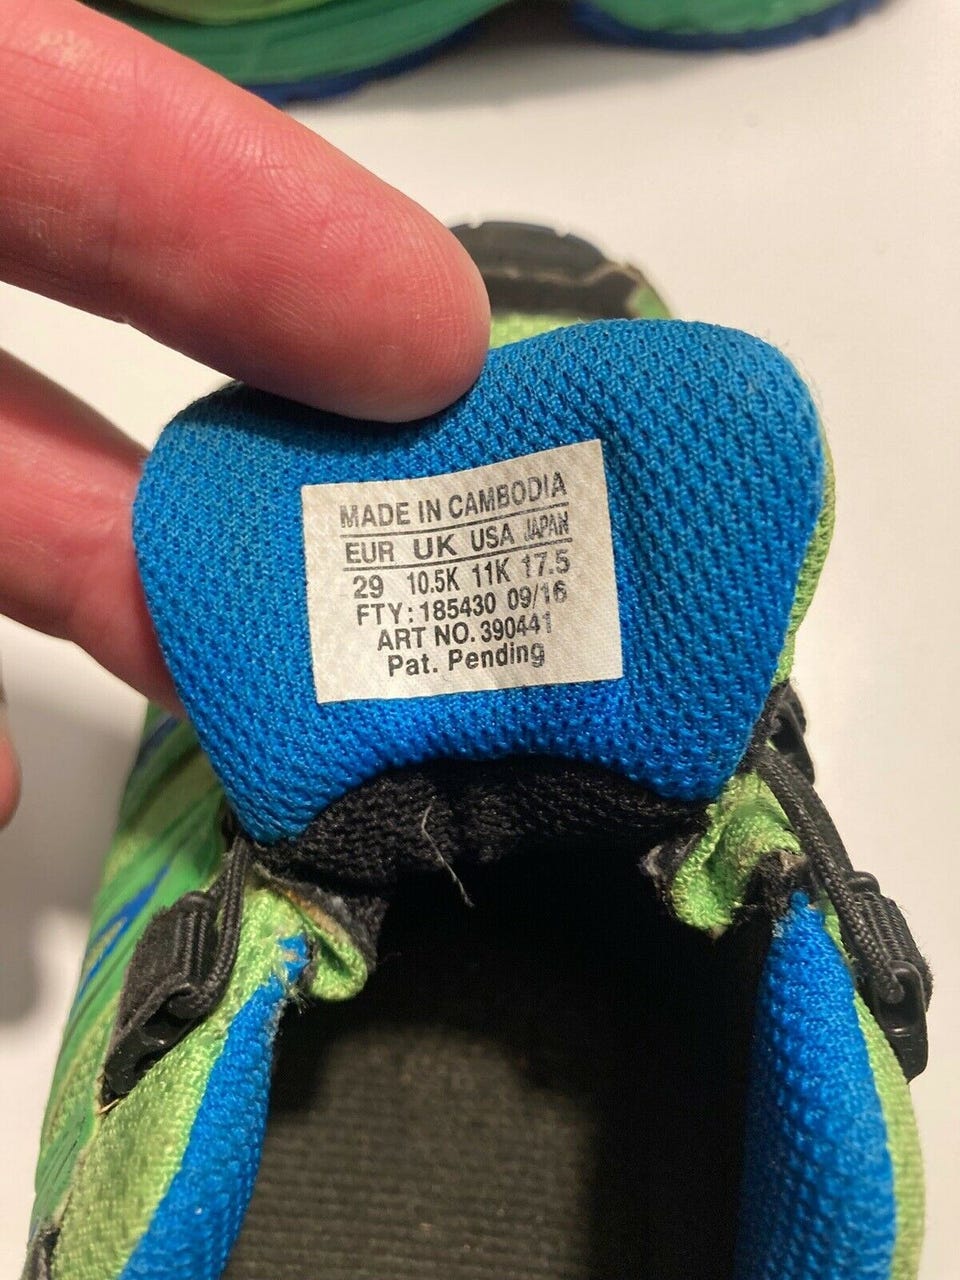 MADE IN CAMBODIA
EUR UK USA JAPAN
29 10.5K 11K 17.5
FTY: 185430 09/16
ART NO. 390441
Pat. Pending